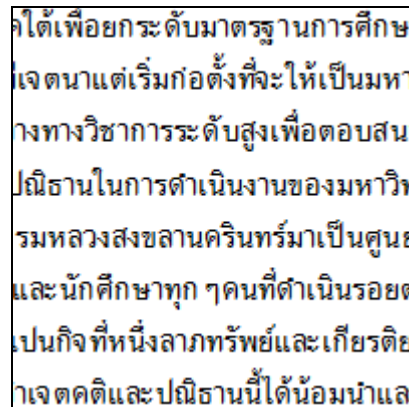 ใต้เพื่อยกระดับมาตรฐานการศึกษ
เจตนาแต่เริ่มก่อตั้งที่จะให้เป็นมหา
างทางวิชาการระดับสูงเพื่อตอบสน
ปณิธานในการดำเนินงานของมหาวิท
รมหลวงสงขลานครินทร์มาเป็นศูนย
และนักศึกษาทุก ๆคนที่ดำเนินรอยต
เปนกิจที่หนึ่งลาภทรัพย์และเกียรติย
าเจตคติและปณิธานนี้ได้น้อมนำและ